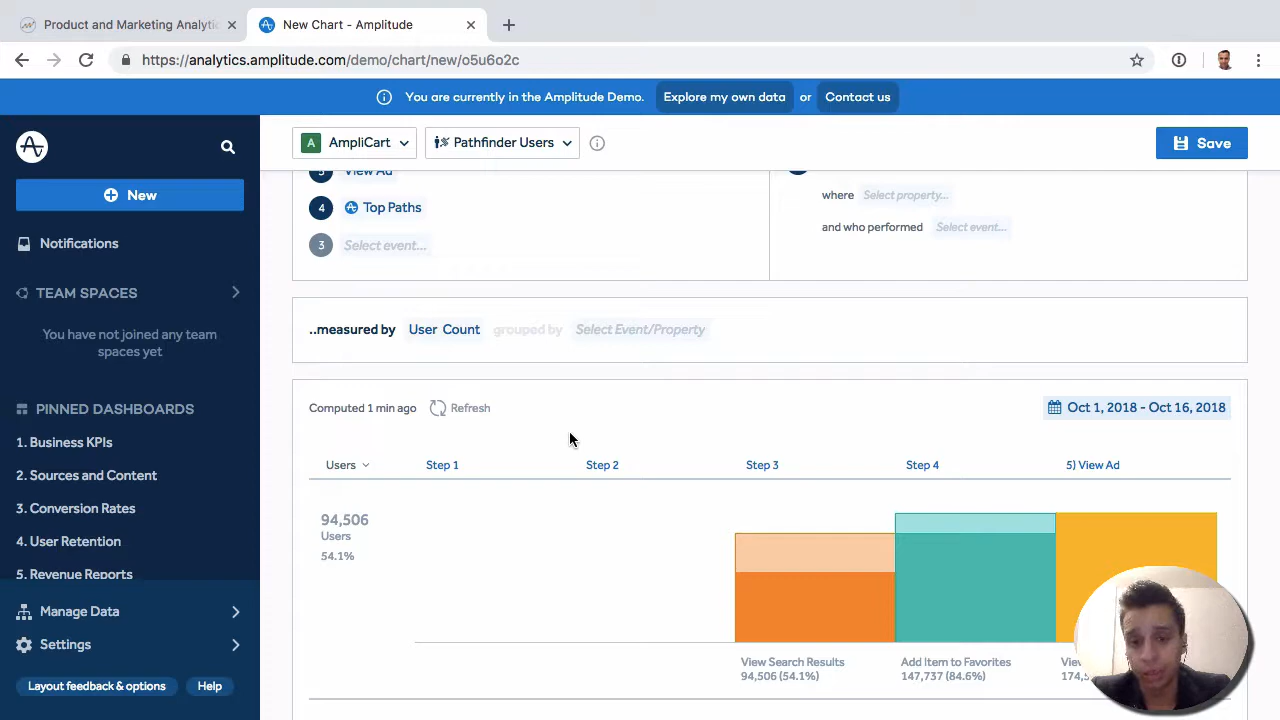 Product and Marketing Analytic
New Chart - Amplitude
https://analytics.amplitude.com/demo/chart/new/o5u6o2c
You are currently in the Amplitude Demo. Explore my own data or Contact us
A AmpliCart
Pathfinder Users
Save
New
Notifications
TEAM SPACES
You have not joined any team
spaces yet
PINNED DASHBOARDS
1. Business KPIs
2. Sources and Content
3. Conversion Rates
4. User Retention
5. Revenue Reports
Manage Data
Settings
Layout feedback & options
Help
View Ad
4 Top Paths
3 Select event...
where Select property...
and who performed Select event...
..measured by User Count grouped by Select Event/Property
Computed 1 min ago Refresh
Oct 1, 2018 - Oct 16, 2018
Users Step 1 Step 2 Step 3 Step 4 5) View Ad
94,506
Users
54.1%
View Search Results
94,506 (54.1%)
Add Item to Favorites
147,737 (84.6%)